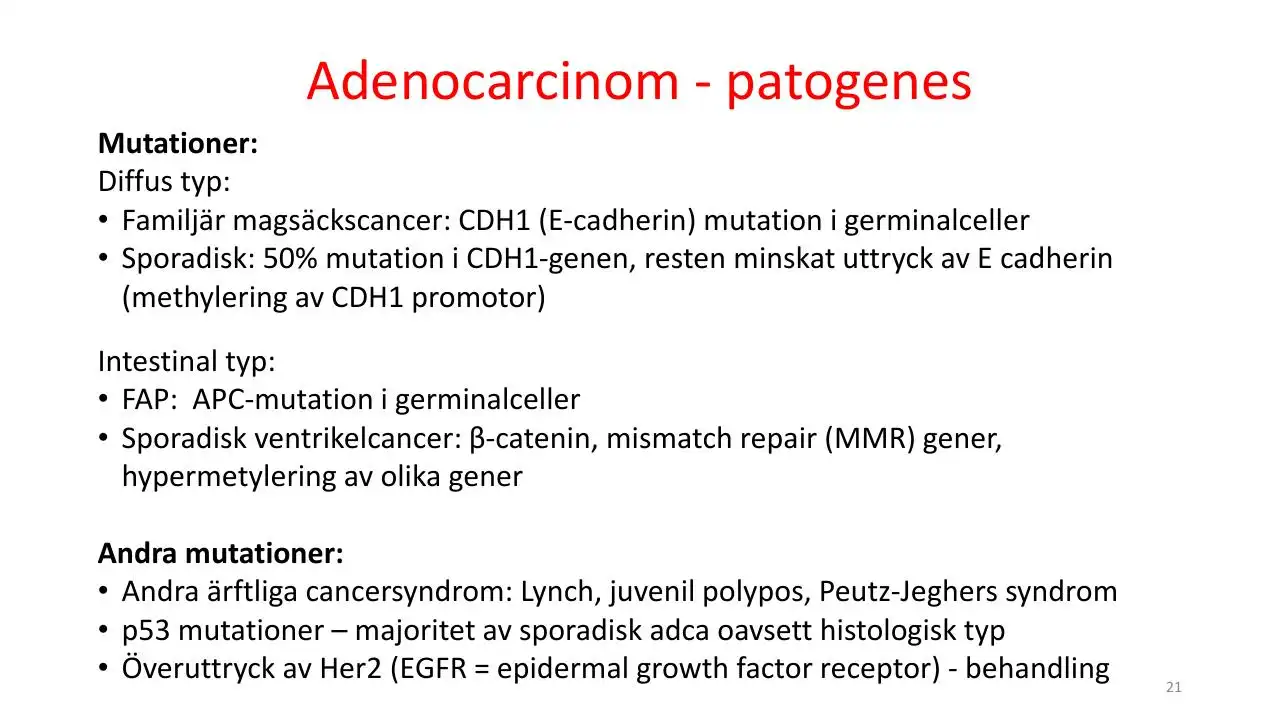 Adenocarcinom - patogenes
Mutationer:
Diffus typ:
• Familjär magsäckscancer: CDH1 (E-cadherin) mutation i germinalceller
• Sporadisk: 50% mutation i CDH1-genen, resten minskat uttryck av E cadherin
(methylering av CDH1 promotor)
Intestinal typ:
• FAP: APC-mutation i germinalceller
• Sporadisk ventrikelcancer: β-catenin, mismatch repair (MMR) gener,
hypermetylering av olika gener
Andra mutationer:
• Andra ärftliga cancersyndrom: Lynch, juvenil polypos, Peutz-Jeghers syndrom
• p53 mutationer – majoritet av sporadisk adca oavsett histologisk typ
• Överuttryck av Her2 (EGFR = epidermal growth factor receptor) - behandling
21